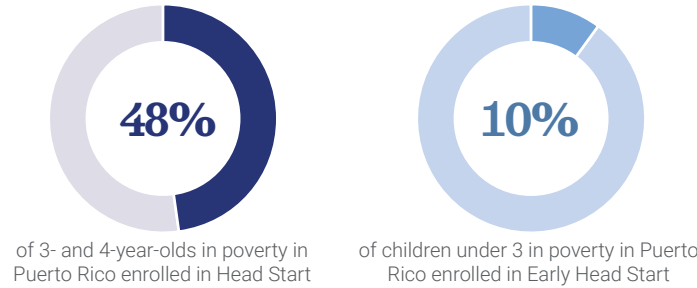 48%
of 3- and 4-year-olds in poverty in
Puerto Rico enrolled in Head Start
10%
of children under 3 in poverty in Puerto
Rico enrolled in Early Head Start